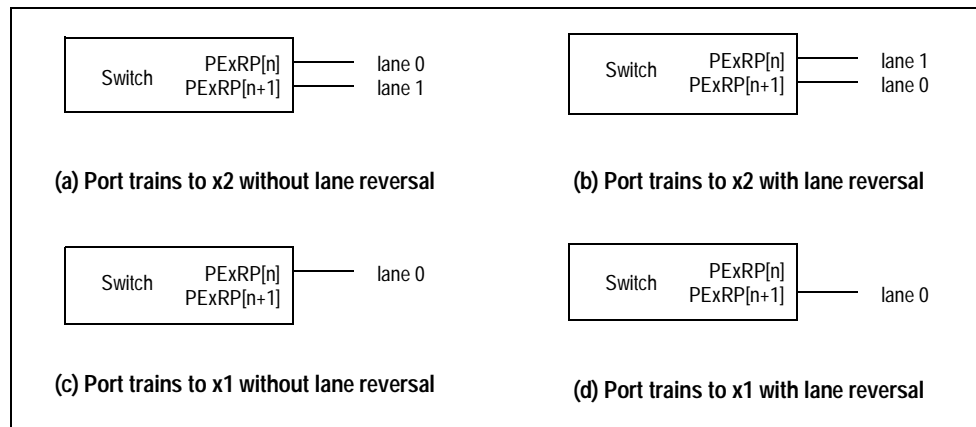 Switch
PExRP[n]
PExRP[n+1]
lane 0
lane 1
(a) Port trains to x2 without lane reversal
Switch
PExRP[n]
PExRP[n+1]
lane 1
lane 0
(b) Port trains to x2 with lane reversal
Switch
PExRP[n]
PExRP[n+1]
lane 0
(c) Port trains to x1 without lane reversal
Switch
PExRP[n]
PExRP[n+1]
lane 0
(d) Port trains to x1 with lane reversal